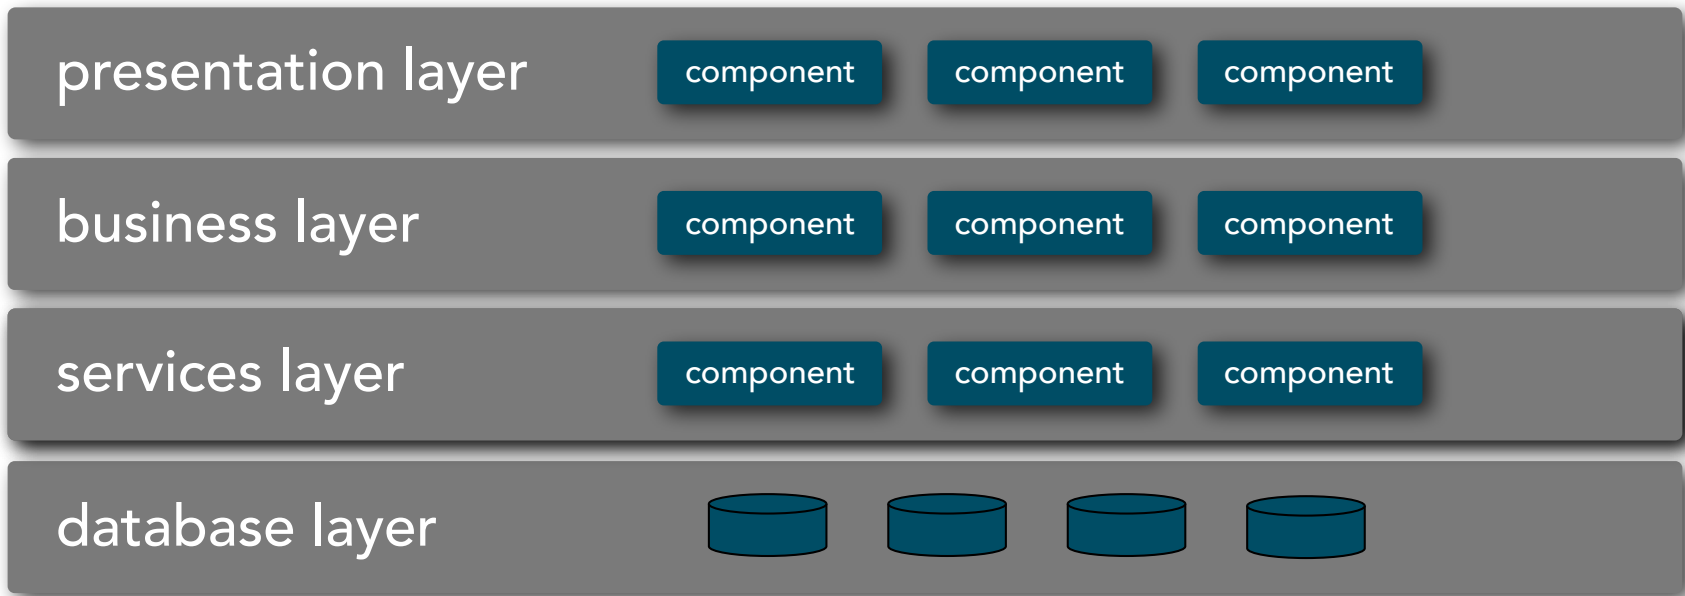 presentation layer component component component
business layer component component component
services layer component component component
database layer